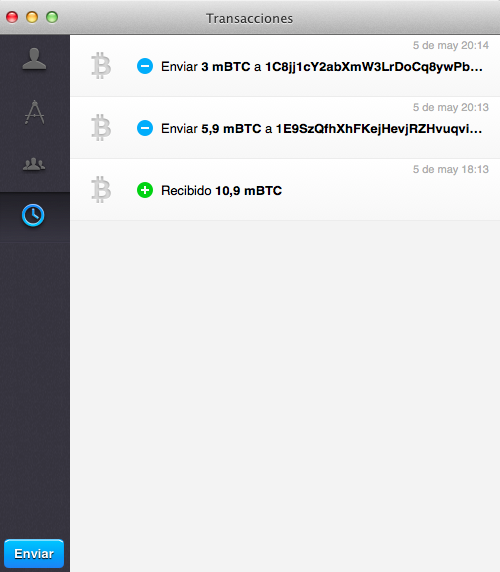 Transacciones
5 de may 20:14
Enviar 3 mBTC a 1C8jj1cY2abXmW3LrDoCq8ywPb…
5 de may 20:13
Enviar 5,9 mBTC a 1E9SzQfhXhFKejHevjRZHvuqvi…
5 de may 18:13
Recibido 10,9 mBTC
Enviar